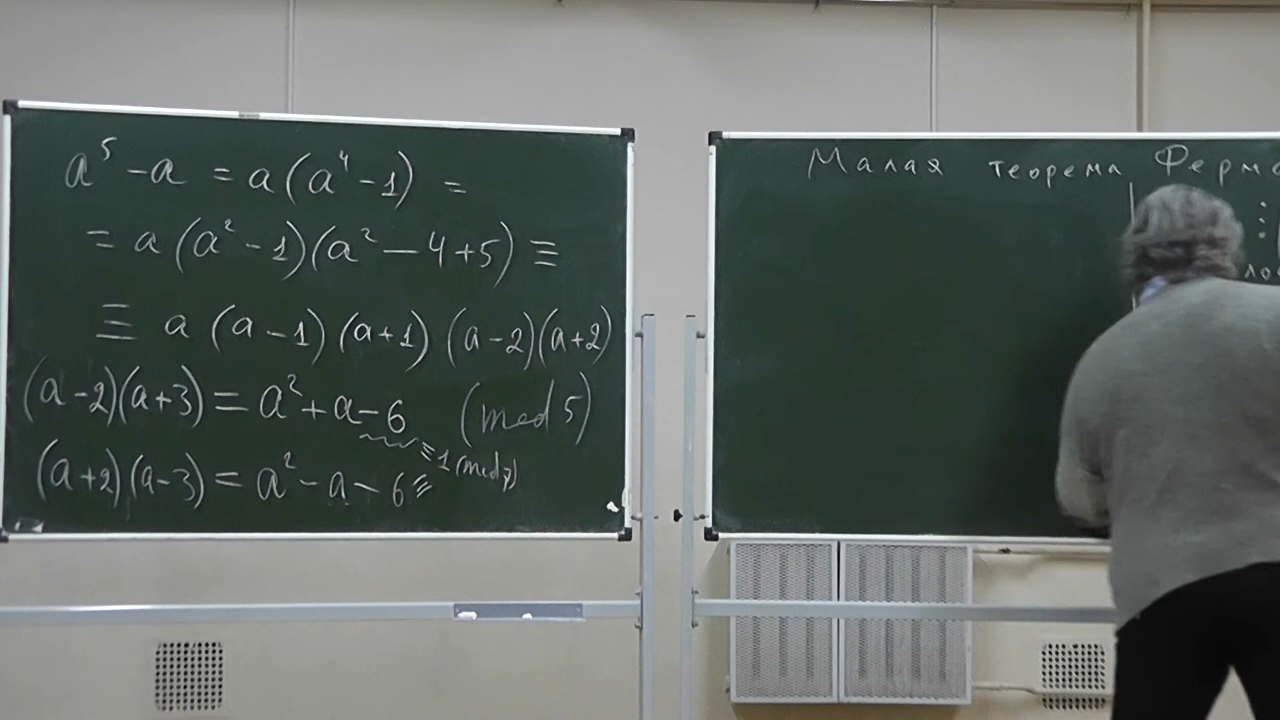 a⁵ - a = a(a⁴ - 1) =
= a(a² - 1)(a² - 4 + 5) ≡
≡ a (a - 1)(a + 1)(a - 2)(a + 2)
(a - 2)(a + 3) = a² + a - 6 (mod 5)
≡ 1 (mod 7)
(a + 2)(a - 3) = a² - a - 6 ≡
Малая теорема